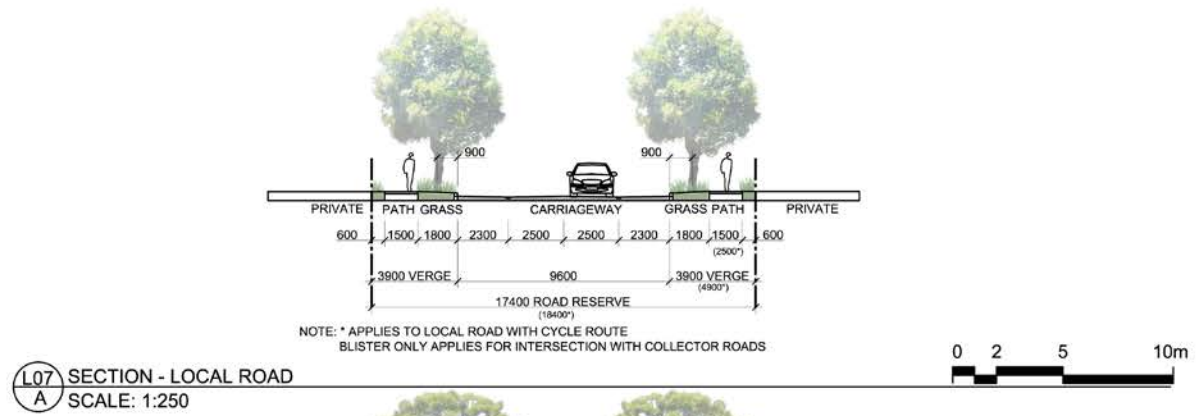 900 900
PRIVATE PATH GRASS CARRIAGEWAY GRASS PATH PRIVATE
600 1500 1800 2300 2500 2500 2300 1800 1500 600
(2500*)
3900 VERGE 9600 3900 VERGE
(4900*)
17400 ROAD RESERVE
(18400*)
NOTE: * APPLIES TO LOCAL ROAD WITH CYCLE ROUTE
BLISTER ONLY APPLIES FOR INTERSECTION WITH COLLECTOR ROADS
0 2 5 10m
L07 SECTION - LOCAL ROAD
A SCALE: 1:250